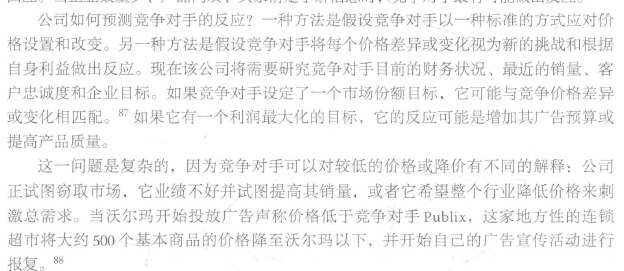 公司如何预测竞争对手的反应？一种方法是假设竞争对手以一种标准的方式应对价
格设置和改变。另一种方法是假设竞争对手将每个价格差异或变化视为新的挑战和根据
自身利益做出反应。现在该公司将需要研究竞争对手目前的财务状况、最近的销量、客
户忠诚度和企业目标。如果竞争对手设定了一个市场份额目标，它可能与竞争价格差异
或变化相匹配。87 如果它有一个利润最大化的目标，它的反应可能是增加其广告预算或
提高产品质量。
这一问题是复杂的，因为竞争对手可以对较低的价格或降价有不同的解释：公司
正试图窃取市场，它业绩不好并试图提高其销量，或者它希望整个行业降低价格来刺
激总需求。当沃尔玛开始投放广告声称价格低于竞争对手 Publix，这家地方性的连锁
超市将大约 500 个基本商品的价格降至沃尔玛以下，并开始自己的广告宣传活动进行
报复。88